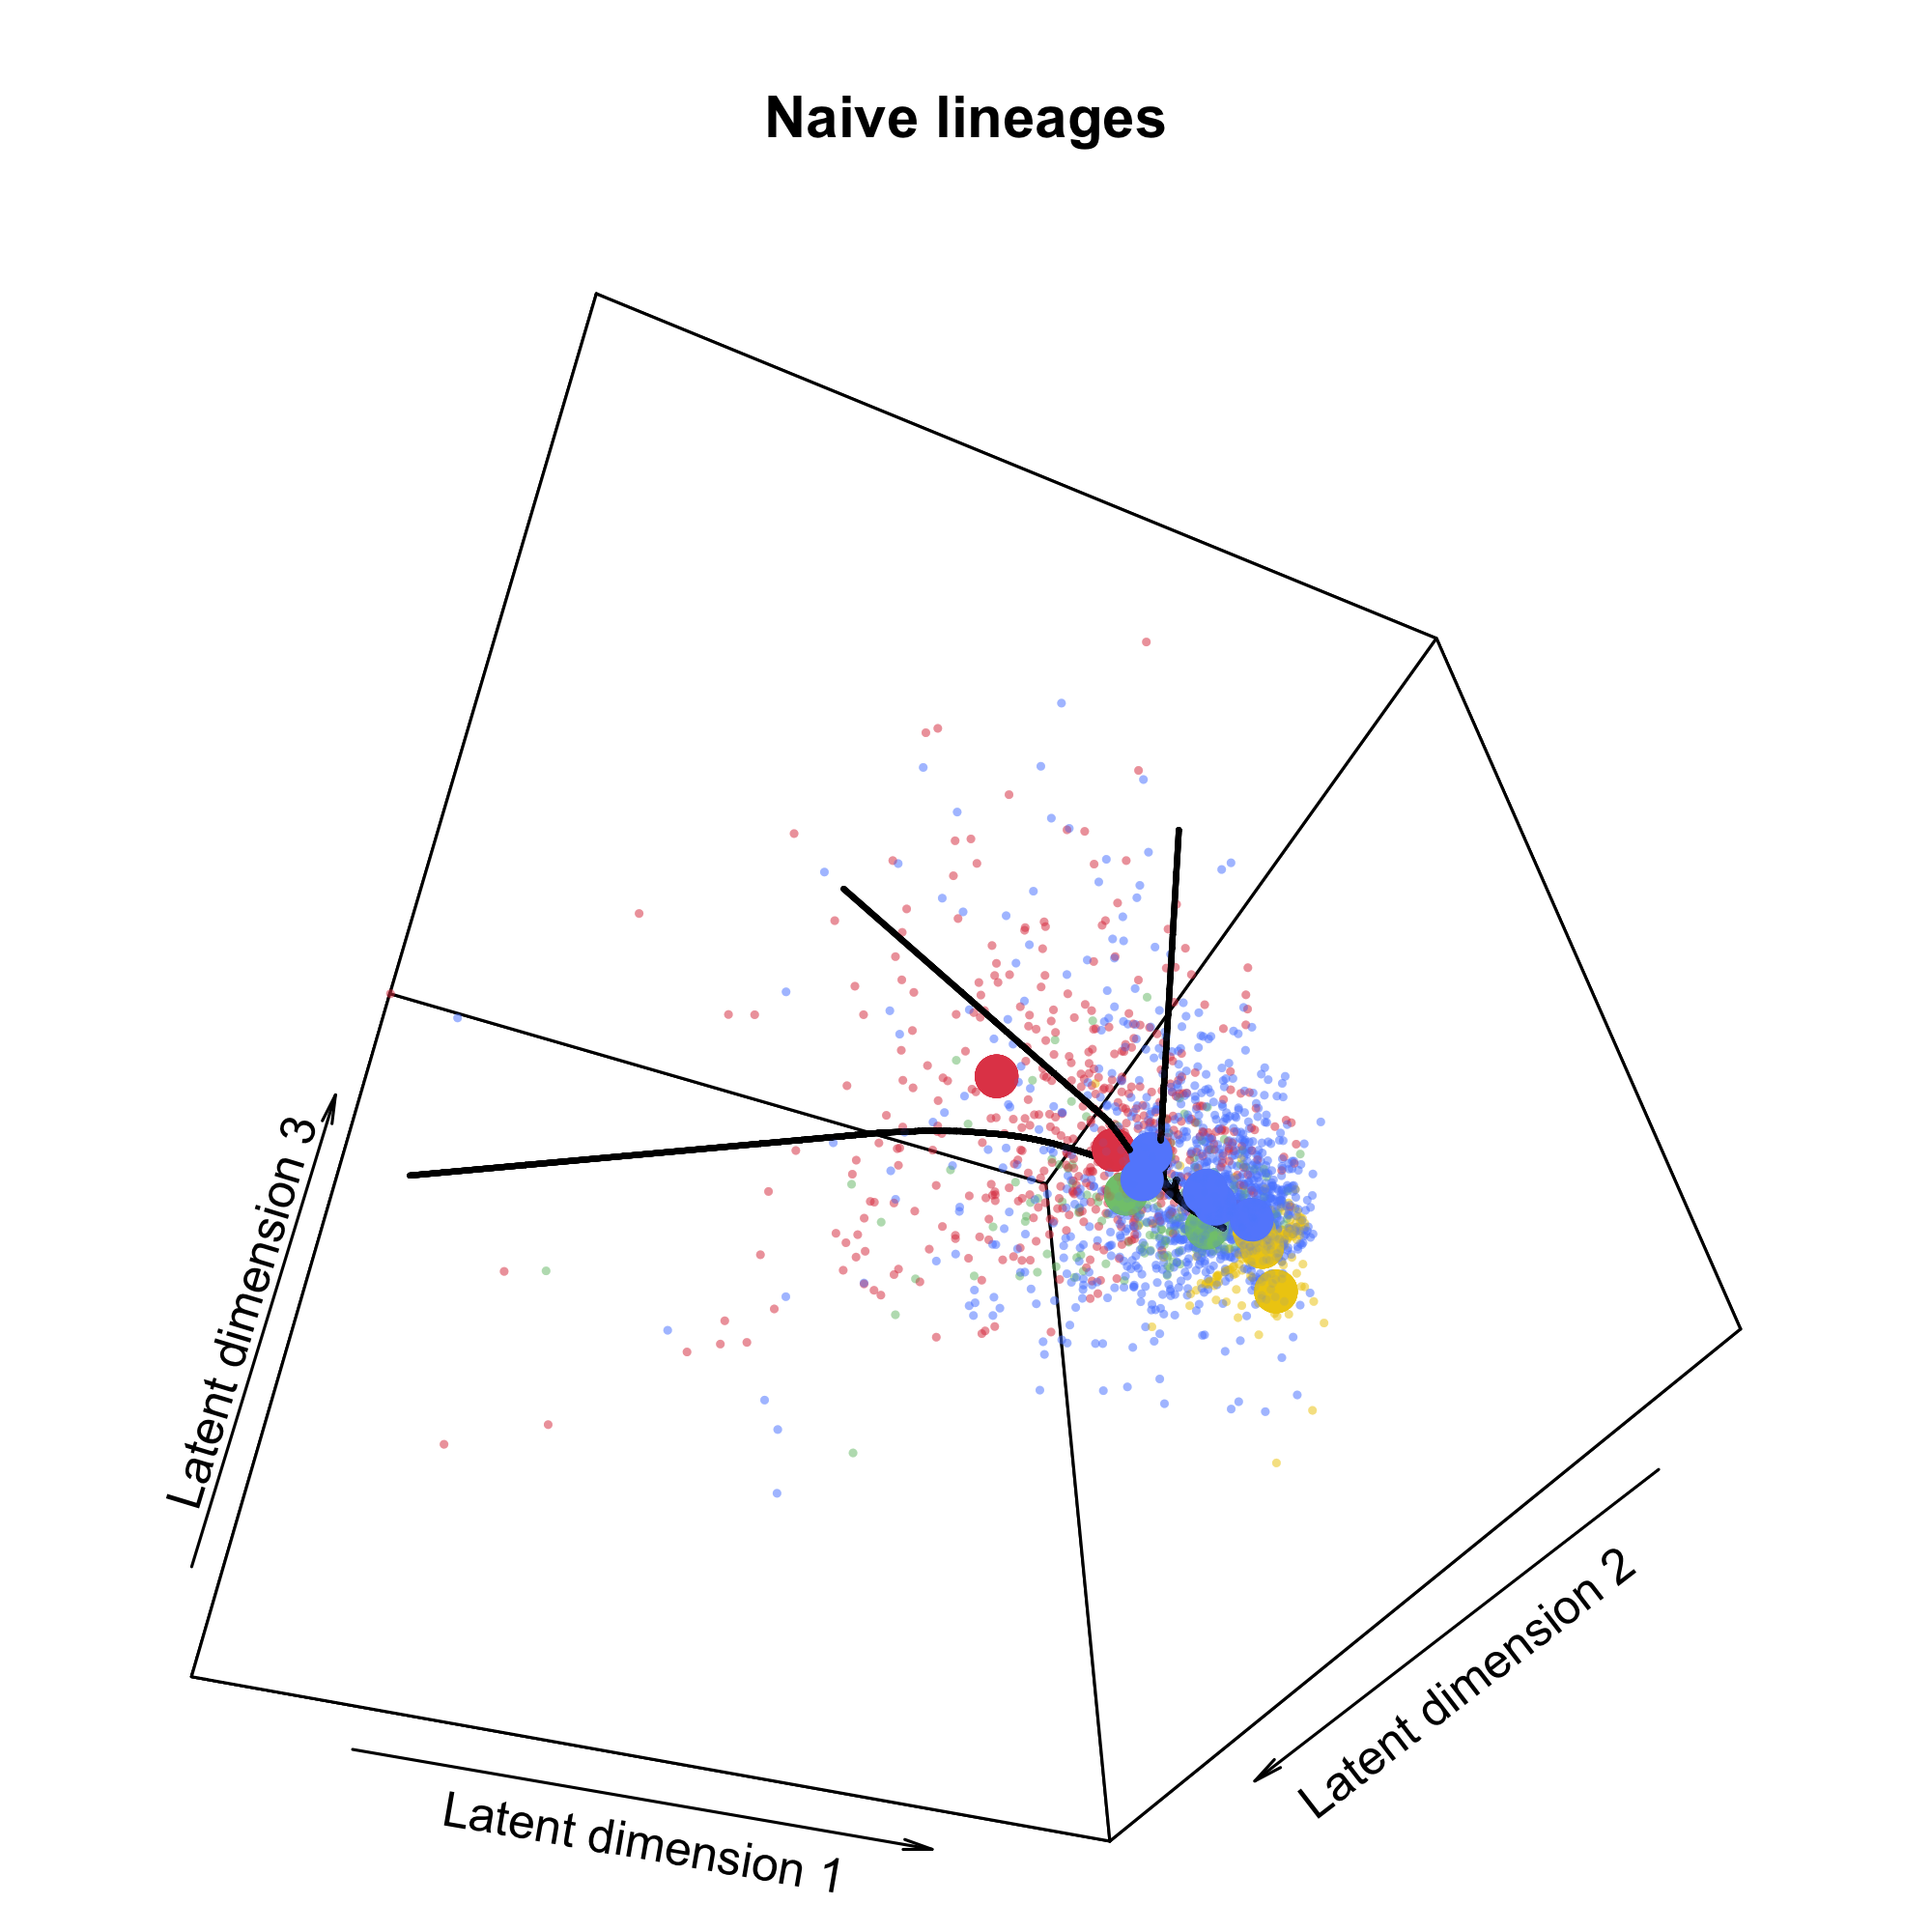 Naive lineages
Latent dimension 3
Latent dimension 2
Latent dimension 1